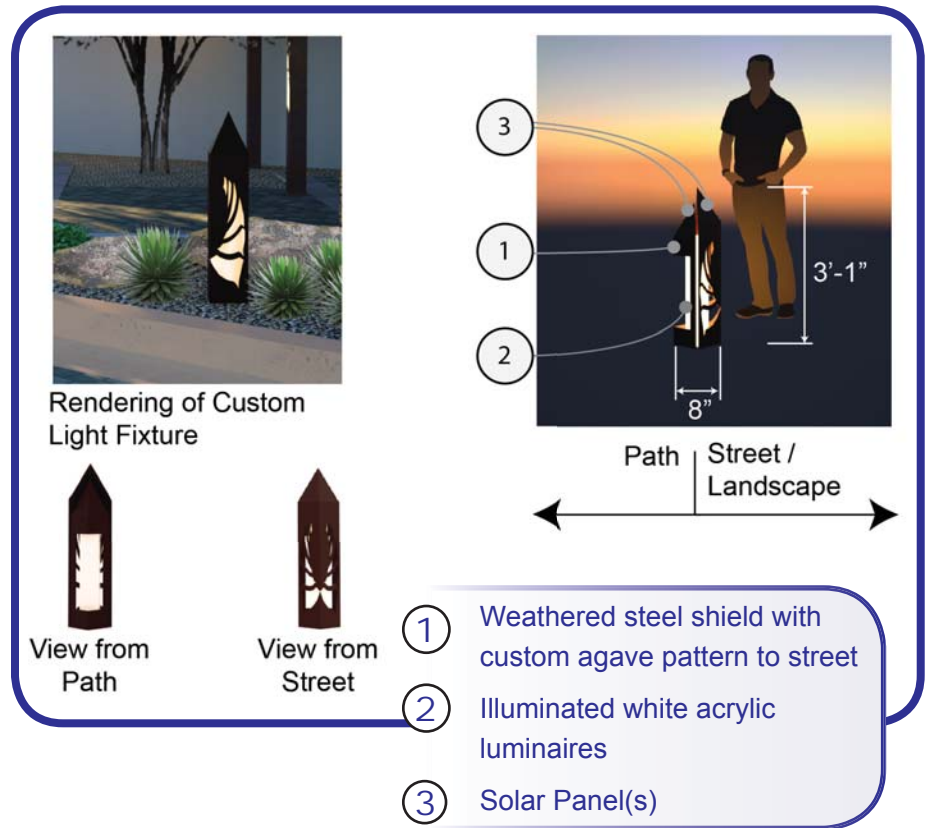 3
1
2
3’-1”
8”
Rendering of Custom
Light Fixture
Path
Street /
Landscape
View from
Path
View from
Street
1 Weathered steel shield with
custom agave pattern to street
2 Illuminated white acrylic
luminaires
3 Solar Panel(s)